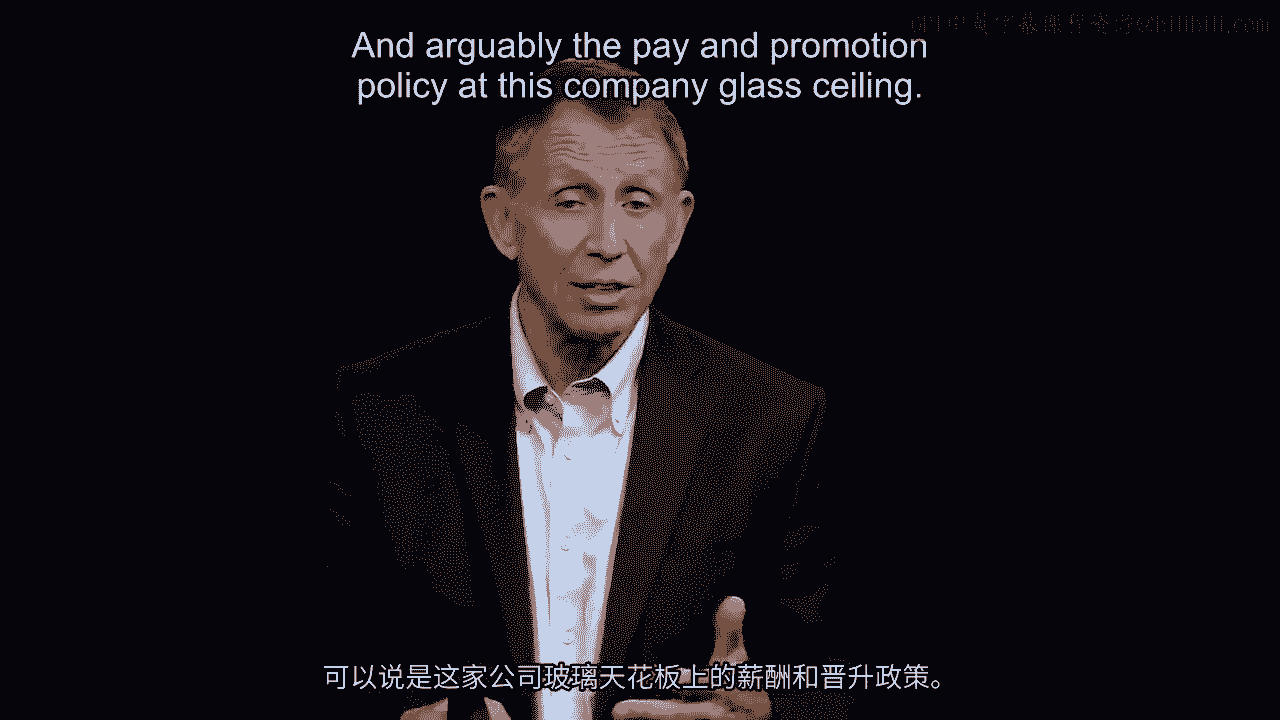 And arguably the pay and promotion
policy at this company glass ceiling.
可以说是这家公司玻璃天花板上的薪酬和晋升政策。